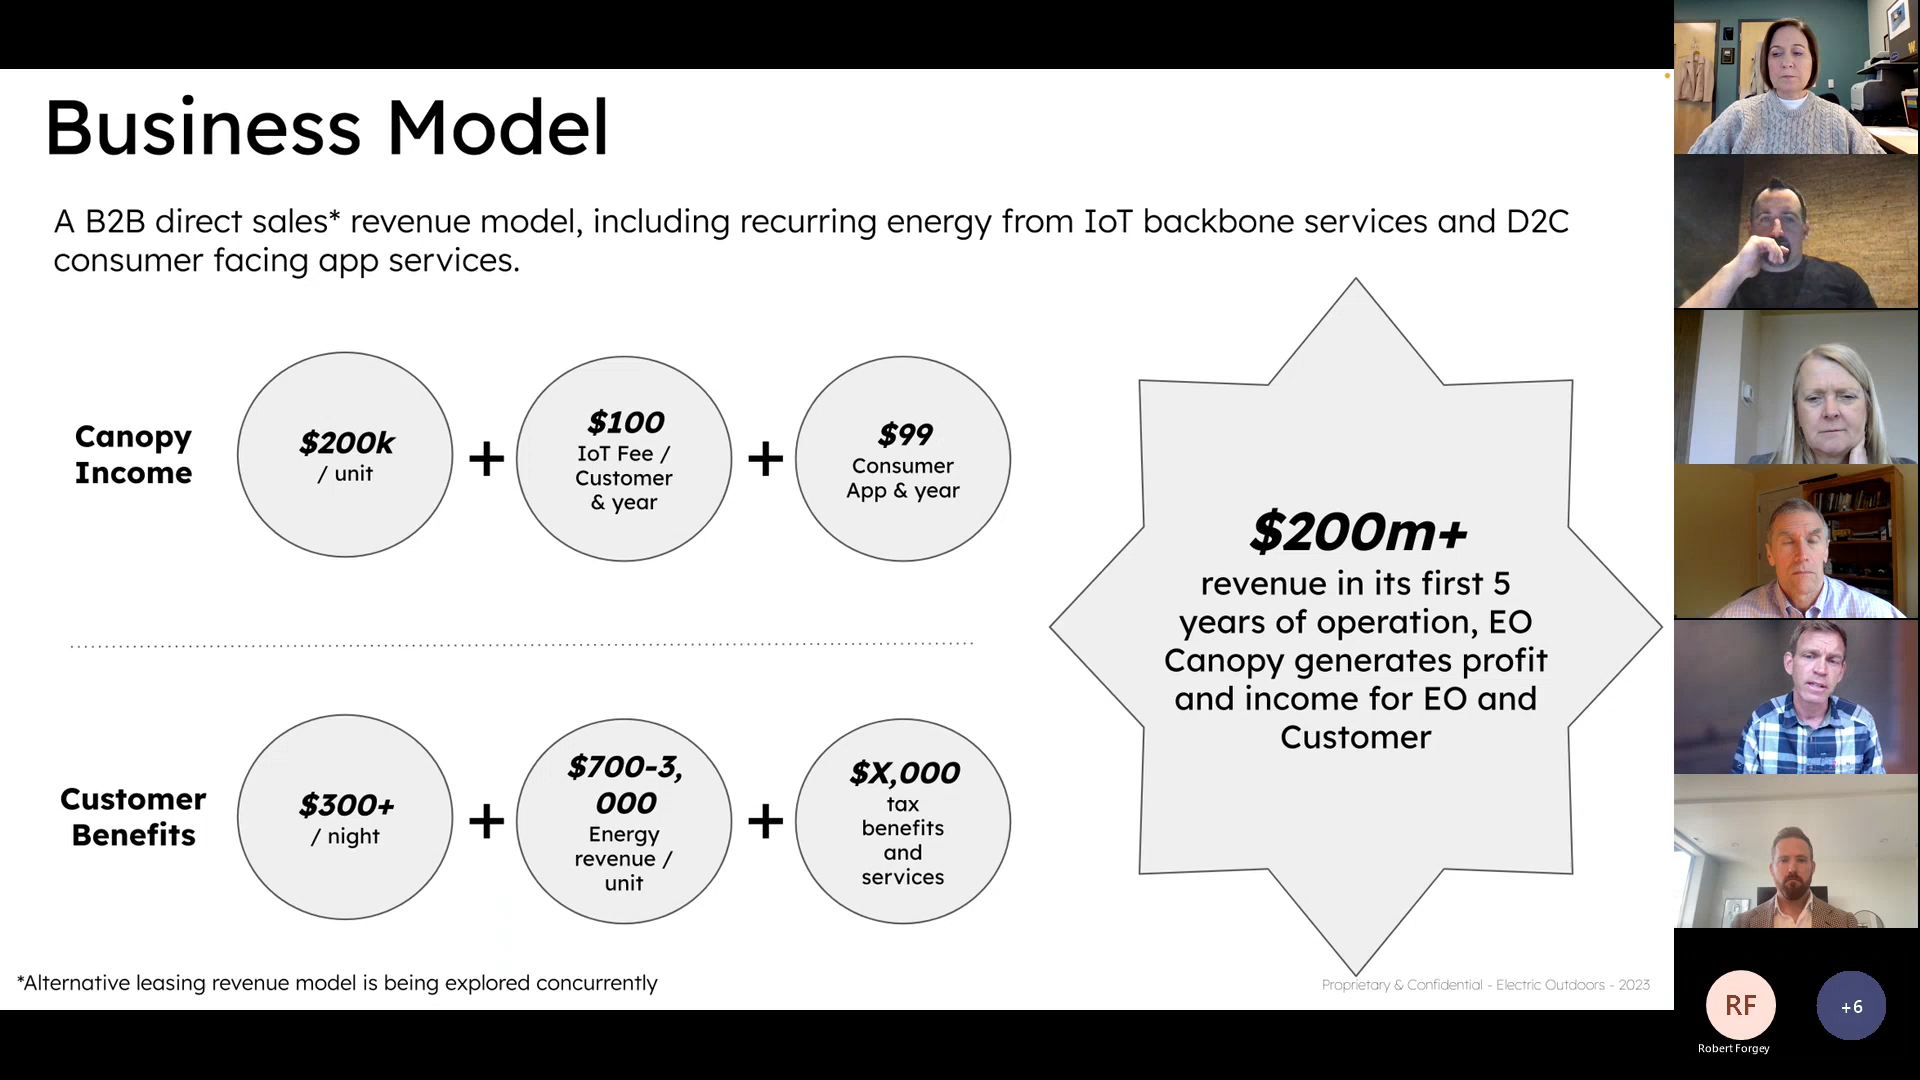 Business Model
A B2B direct sales* revenue model, including recurring energy from IoT backbone services and D2C
consumer facing app services.
Canopy
Income
$200k
/ unit
+
$100
IoT Fee /
Customer
& year
+
$99
Consumer
App & year
$200m+
revenue in its first 5
years of operation, EO
Canopy generates profit
and income for EO and
Customer
Customer
Benefits
$300+
/ night
+
$700-3,
000
Energy
revenue /
unit
+
$X,000
tax
benefits
and
services
*Alternative leasing revenue model is being explored concurrently
Proprietary & Confidential - Electric Outdoors - 2023
RF
Robert Forgey
+6